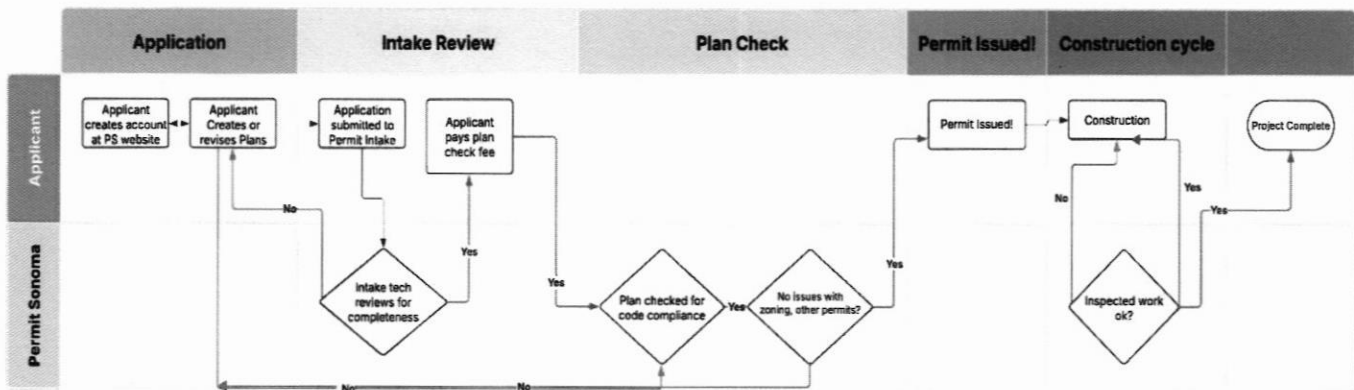 Application
Intake Review
Plan Check
Permit Issued!
Construction cycle
Applicant
Applicant
creates account
at PS website
Applicant
Creates or
revises Plans
Application
submitted to
Permit Intake
Applicant
pays plan
check fee
Permit Issued!
Construction
Project Complete
No
Yes
Yes
Yes
No
Yes
Yes
Permit Sonoma
Intake tech
reviews for
completeness
Plan checked for
code compliance
Yes
No issues with
zoning, other permits?
Inspected work
ok?
No
No